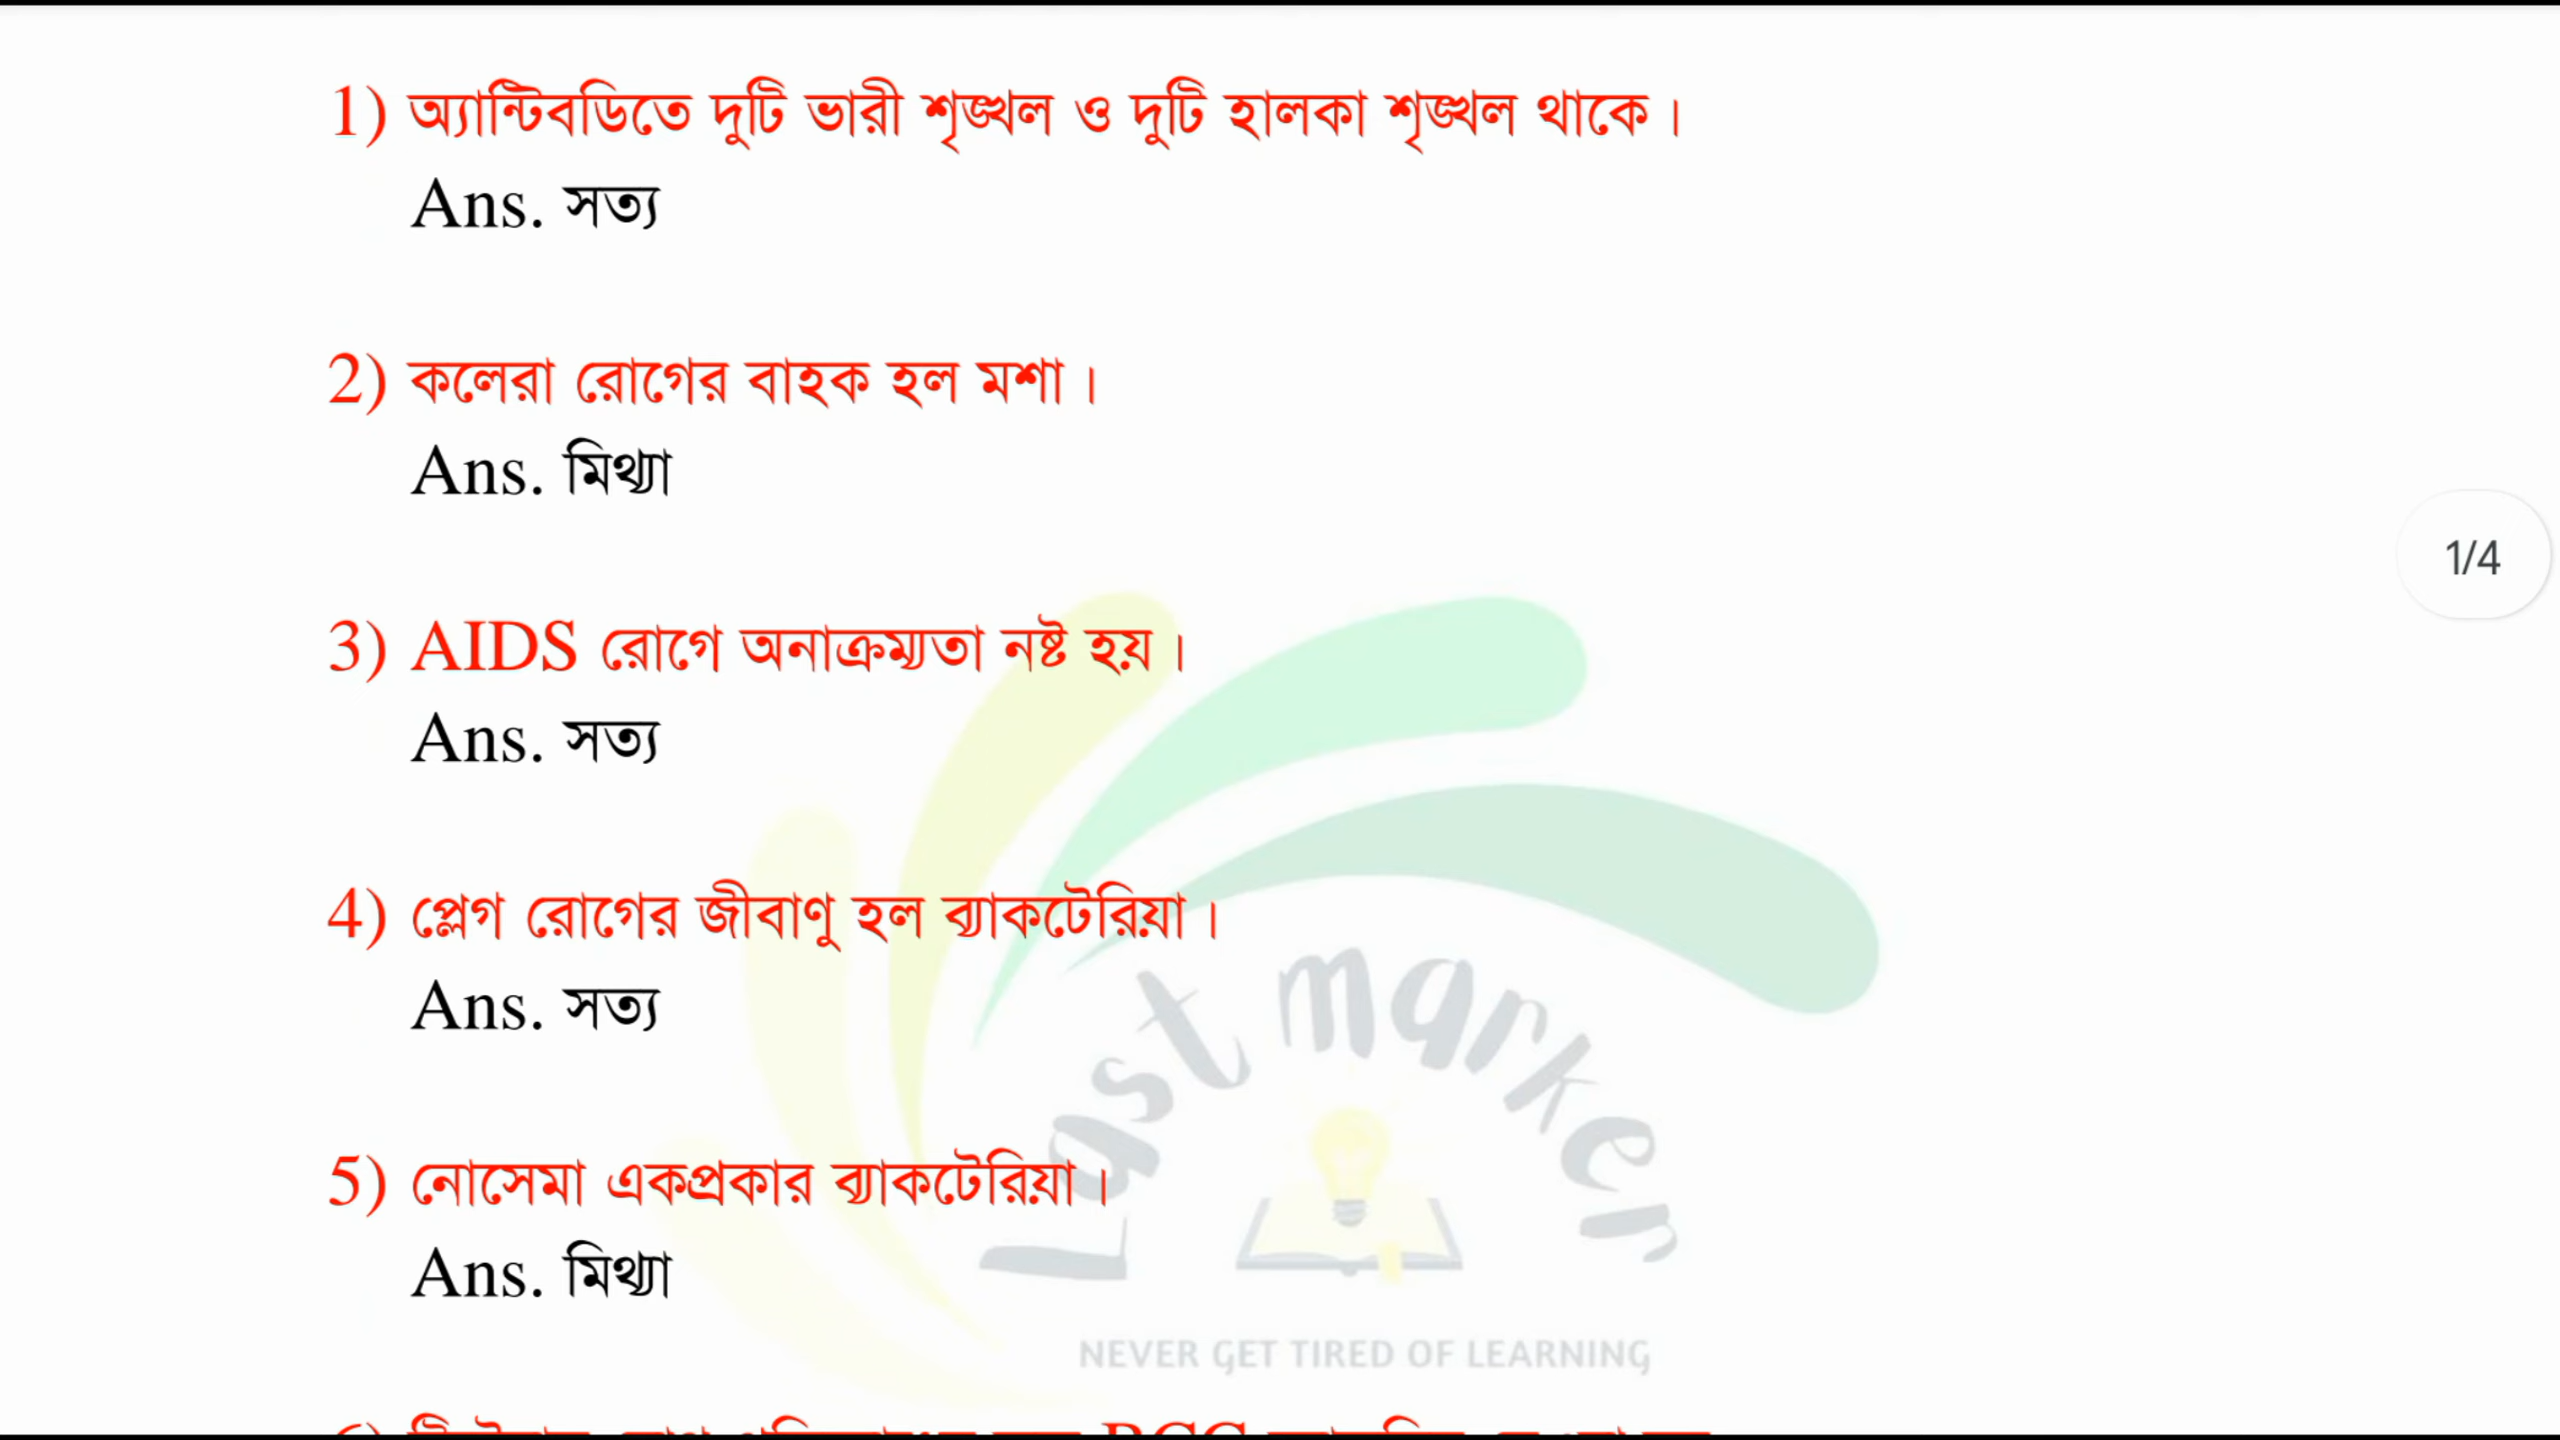 1) অ্যান্টিবডিতে দুটি ভারী শৃঙ্খল ও দুটি হালকা শৃঙ্খল থাকে।
Ans. সত্য
2) কলেরা রোগের বাহক হল মশা।
Ans. মিথ্যা
1/4
3) AIDS রোগে অনাক্রম্যতা নষ্ট হয়।
Ans. সত্য
4) প্লেগ রোগের জীবাণু হল ব্যাকটেরিয়া।
Ans. সত্য
5) নোসেমা একপ্রকার ব্যাকটেরিয়া।
Ans. মিথ্যা
Last marker
NEVER GET TIRED OF LEARNING
6) BCG